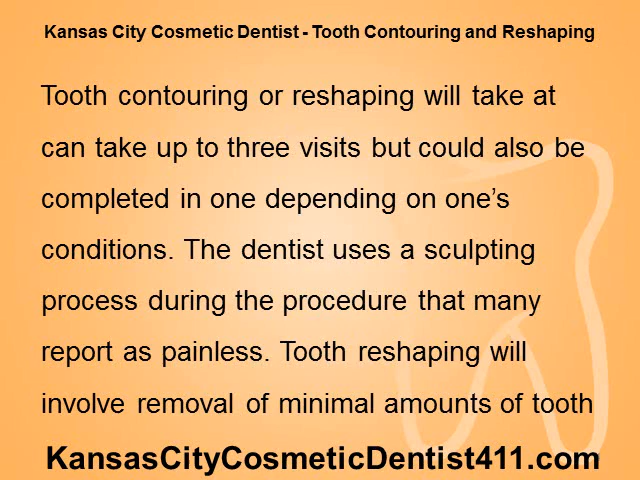 Kansas City Cosmetic Dentist - Tooth Contouring and Reshaping
Tooth contouring or reshaping will take at
can take up to three visits but could also be
completed in one depending on one’s
conditions. The dentist uses a sculpting
process during the procedure that many
report as painless. Tooth reshaping will
involve removal of minimal amounts of tooth
KansasCityCosmeticDentist411.com